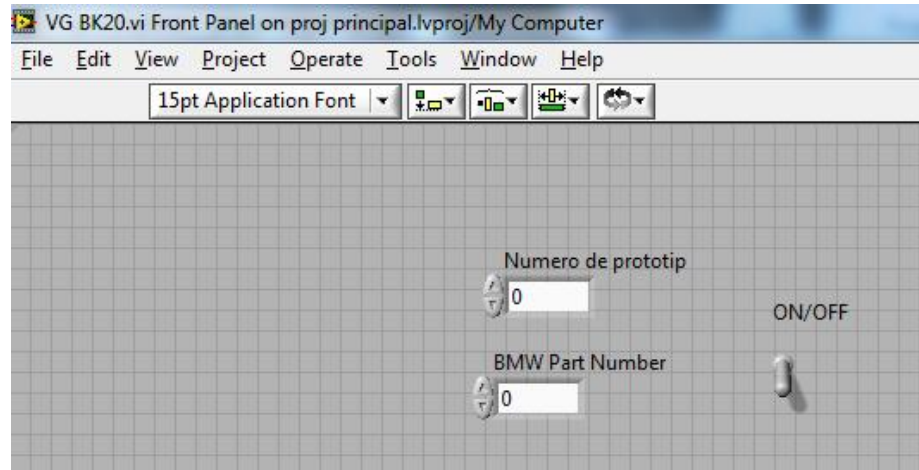 VG BK20.vi Front Panel on proj principal.lvproj/My Computer
File Edit View Project Operate Tools Window Help
15pt Application Font
Numero de prototip
0
ON/OFF
BMW Part Number
0